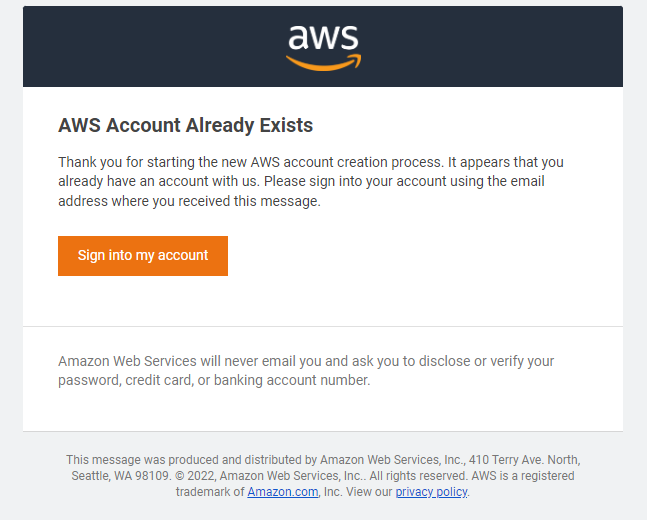 aws
AWS Account Already Exists
Thank you for starting the new AWS account creation process. It appears that you
already have an account with us. Please sign into your account using the email
address where you received this message.
Sign into my account
Amazon Web Services will never email you and ask you to disclose or verify your
password, credit card, or banking account number.
This message was produced and distributed by Amazon Web Services, Inc., 410 Terry Ave. North,
Seattle, WA 98109. © 2022, Amazon Web Services, Inc.. All rights reserved. AWS is a registered
trademark of Amazon.com, Inc. View our privacy policy.